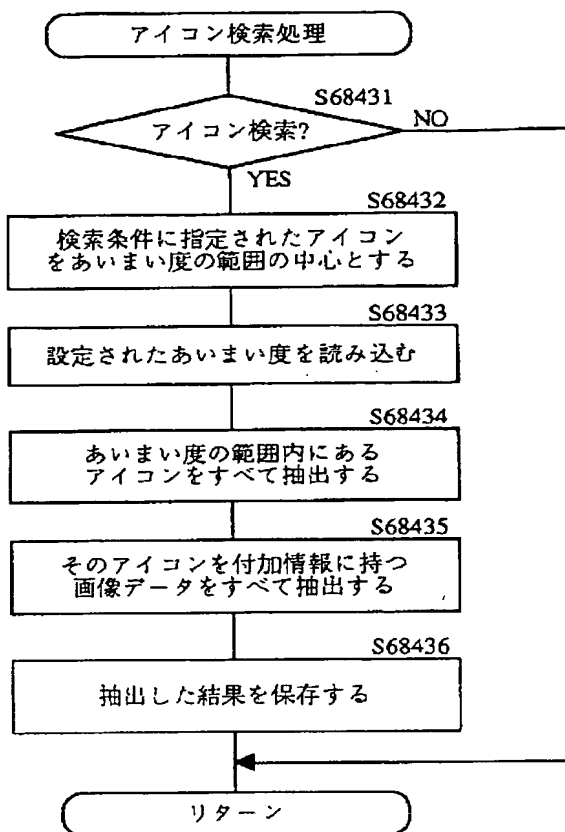 アイコン検索処理
S68431
アイコン検索?
NO
YES
S68432
検索条件に指定されたアイコン
をあいまい度の範囲の中心とする
S68433
設定されたあいまい度を読み込む
S68434
あいまい度の範囲内にある
アイコンをすべて抽出する
S68435
そのアイコンを付加情報に持つ
画像データをすべて抽出する
S68436
抽出した結果を保存する
リターン